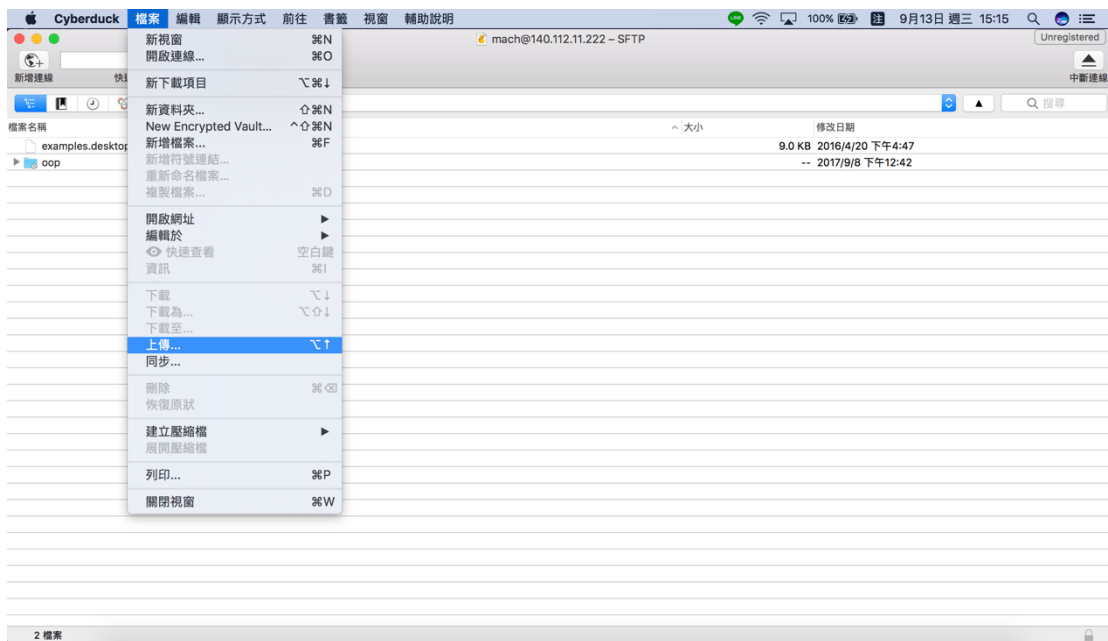 Cyberduck 檔案 編輯 顯示方式 前往 書籤 視窗 輔助說明 100% 注 9月13日 週三 15:15
mach@140.112.11.222 – SFTP
Unregistered
新增連線
中斷連線
搜尋
檔案名稱 大小 修改日期
examples.desktop 9.0 KB 2016/4/20 下午4:47
oop -- 2017/9/8 下午12:42
新視窗 ⌘N
開啟連線... ⌘O
新下載項目 ⌥⌘↓
新資料夾... ⇧⌘N
New Encrypted Vault... ^⇧⌘N
新增檔案... ⌘F
新增符號連結...
重新命名檔案...
複製檔案... ⌘D
開啟網址 ▶
編輯於 ▶
快速查看 空白鍵
資訊 ⌘I
下載 ⌥↓
下載為... ⌥⇧↓
下載至...
上傳... ⌥↑
同步...
刪除 ⌘⌫
恢復原狀
建立壓縮檔 ▶
展開壓縮檔
列印... ⌘P
關閉視窗 ⌘W
2 檔案